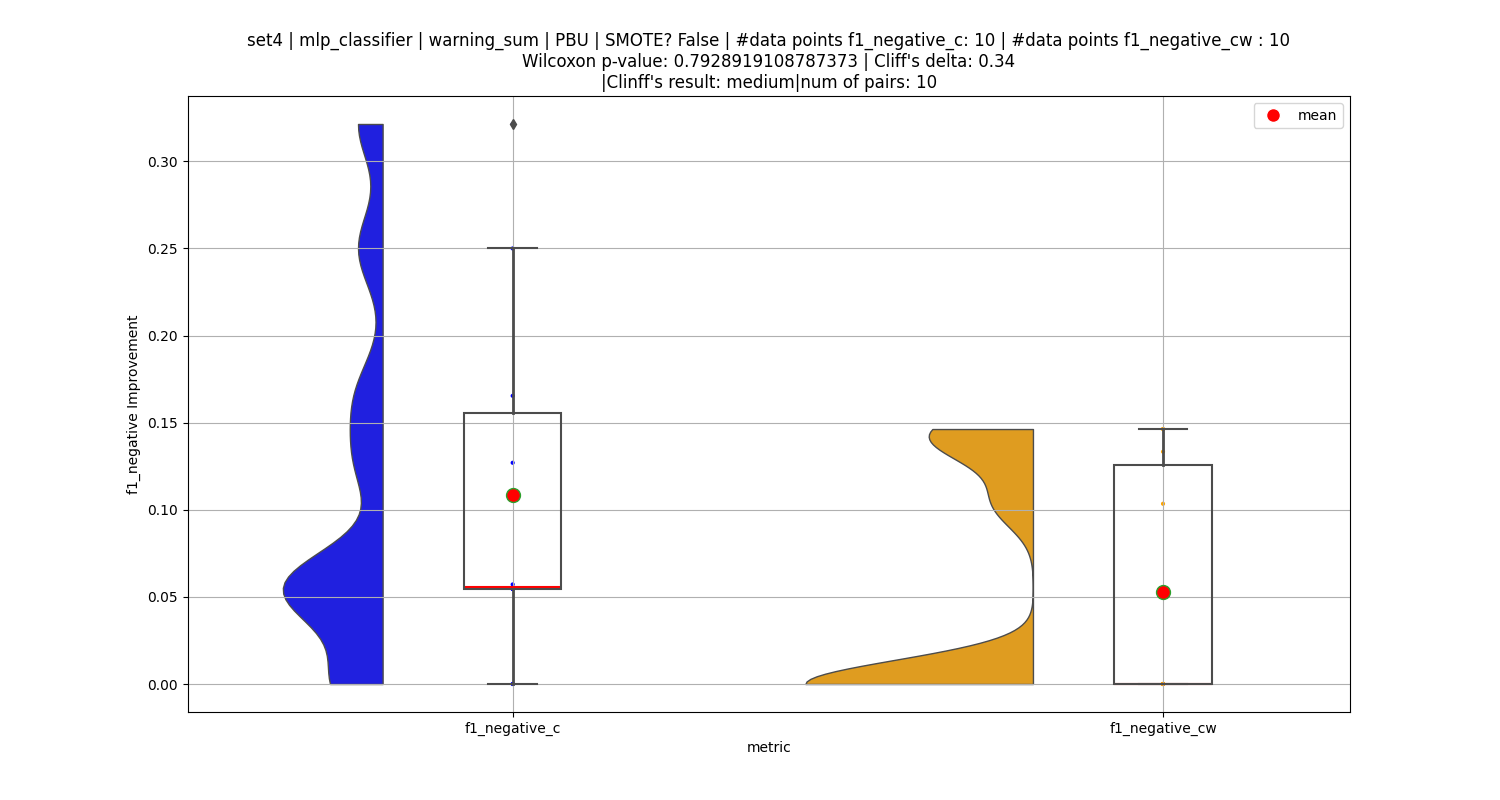 set4 | mlp_classifier | warning_sum | PBU | SMOTE? False | #data points f1_negative_c: 10 | #data points f1_negative_cw : 10
Wilcoxon p-value: 0.7928919108787373 | Cliff's delta: 0.34
|Clinff's result: medium|num of pairs: 10
mean
0.30
0.25
0.20
0.15
0.10
0.05
0.00
f1_negative Improvement
f1_negative_c
f1_negative_cw
metric